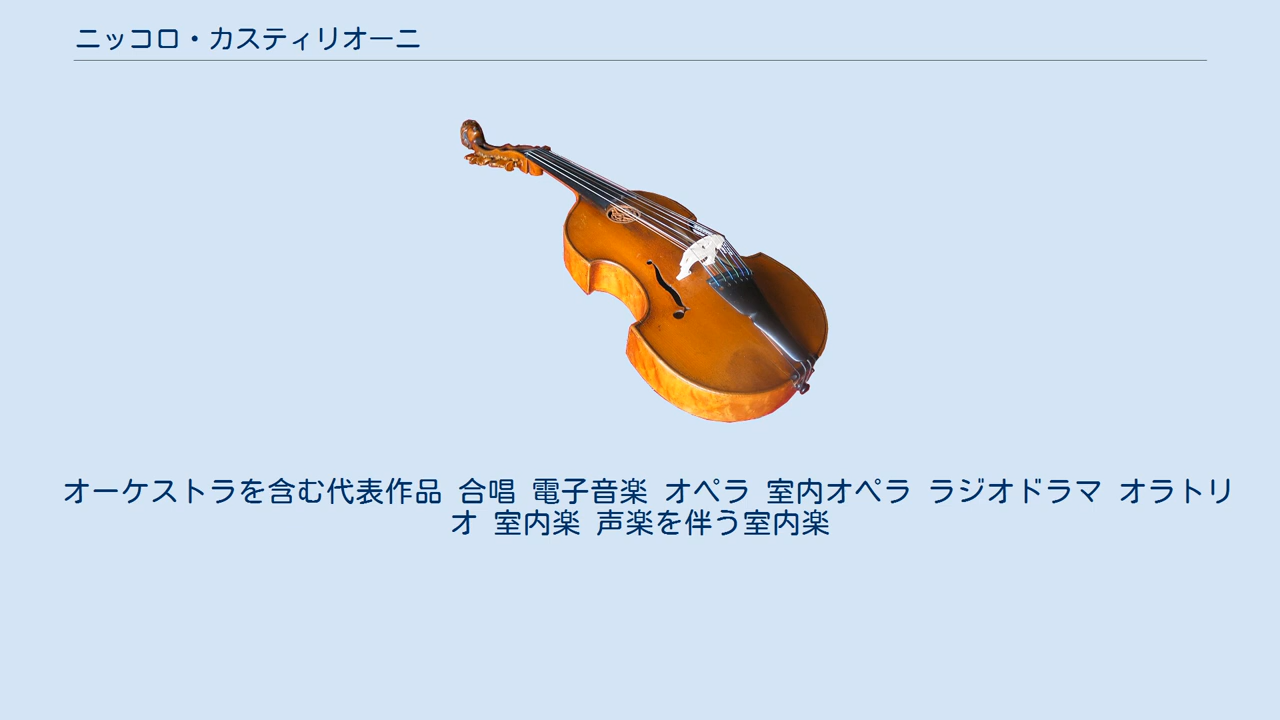 ニッコロ・カスティリオーニ
オーケストラを含む代表作品 合唱 電子音楽 オペラ 室内オペラ ラジオドラマ オラトリ
オ 室内楽 声楽を伴う室内楽